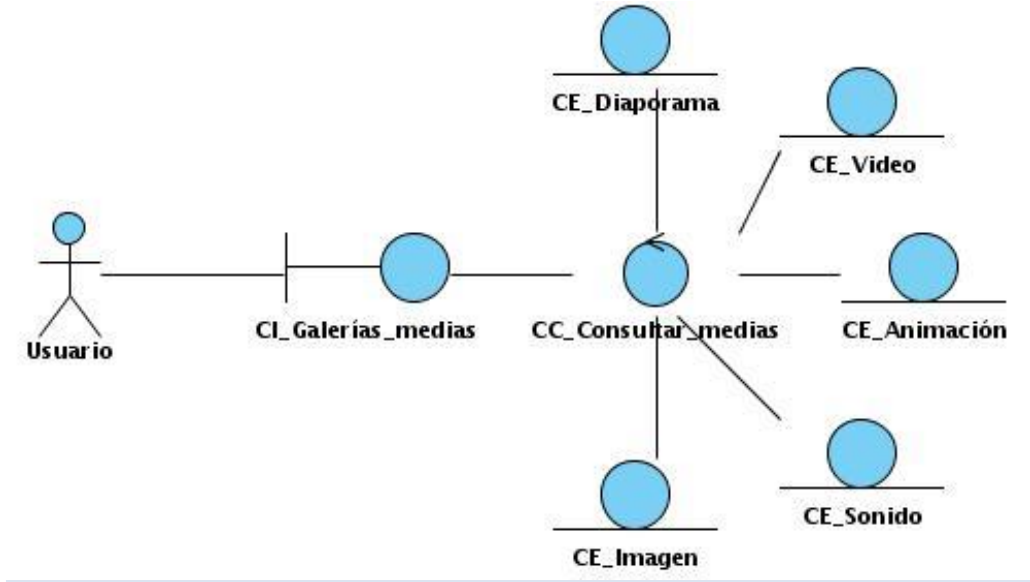 CE_Diaporama
CE_Video
Usuario
CI_Galerías_medias
CC_Consultar_medias
CE_Animación
CE_Sonido
CE_Imagen